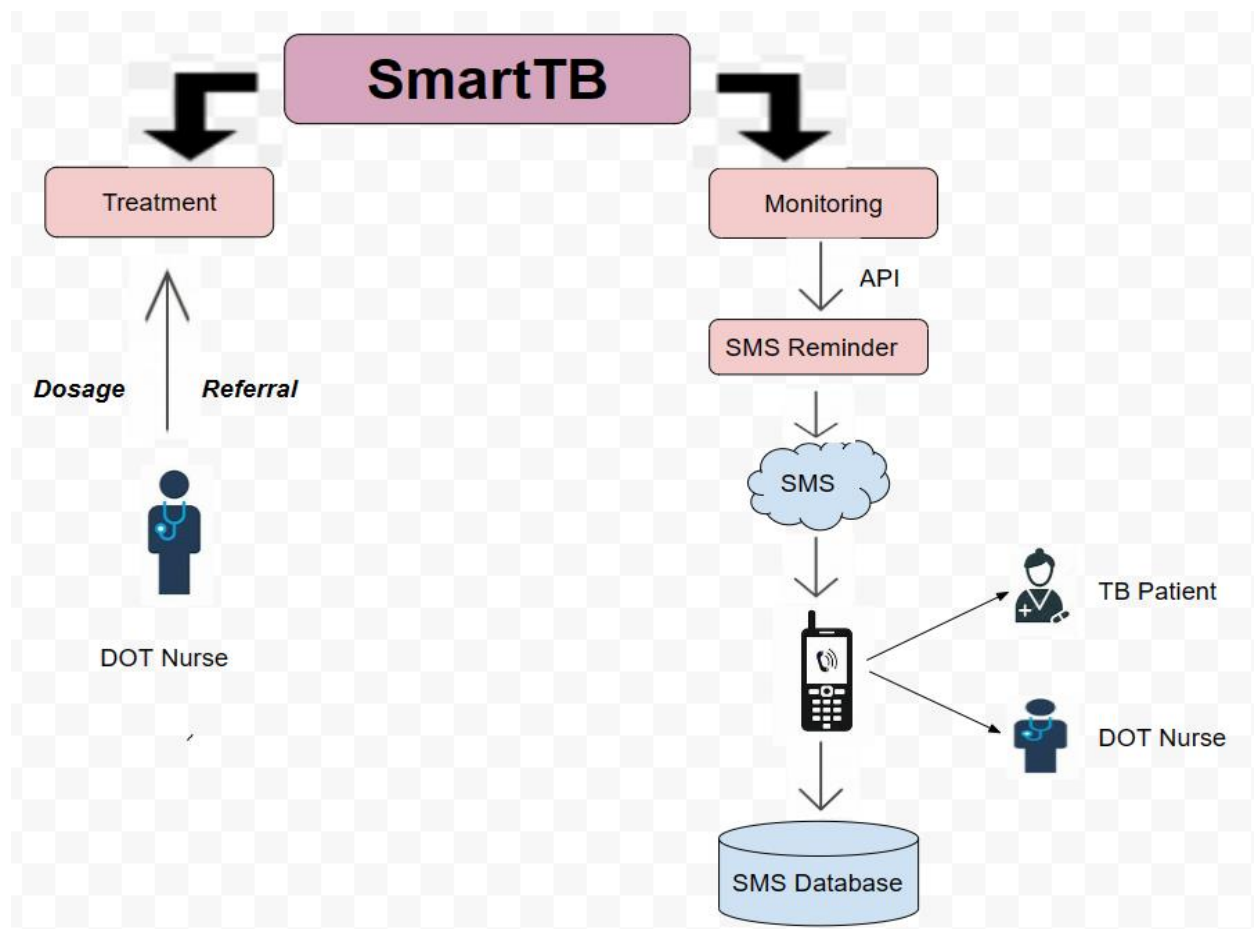 SmartTB
Treatment
Monitoring
API
SMS Reminder
Dosage
Referral
SMS
TB Patient
DOT Nurse
DOT Nurse
SMS Database